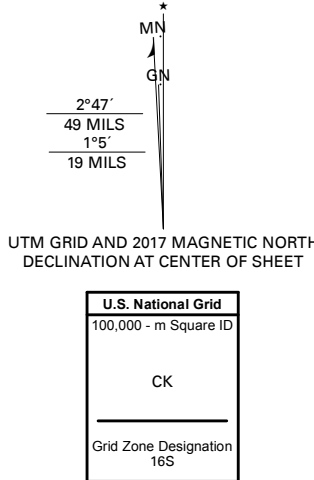 ★
MN
GN
2°47´
49 MILS
1°5´
19 MILS
UTM GRID AND 2017 MAGNETIC NORTH
DECLINATION AT CENTER OF SHEET
U.S. National Grid
100,000 - m Square ID
CK
Grid Zone Designation
16S